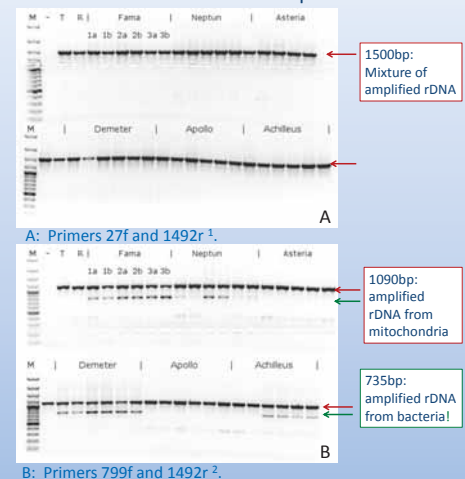 M - T R | Fama | Neptun | Asteria
1a 1b 2a 2b 3a 3b
1500bp:
Mixture of
amplified rDNA
M | Demeter | Apollo | Achilleus |
A
A: Primers 27f and 1492r 1.
M - T R | Fama | Neptun | Asteria
1a 1b 2a 2b 3a 3b
1090bp:
amplified
rDNA from
mitochondria
M | Demeter | Apollo | Achilleus |
735bp:
amplified rDNA
from bacteria!
B
B: Primers 799f and 1492r 2.